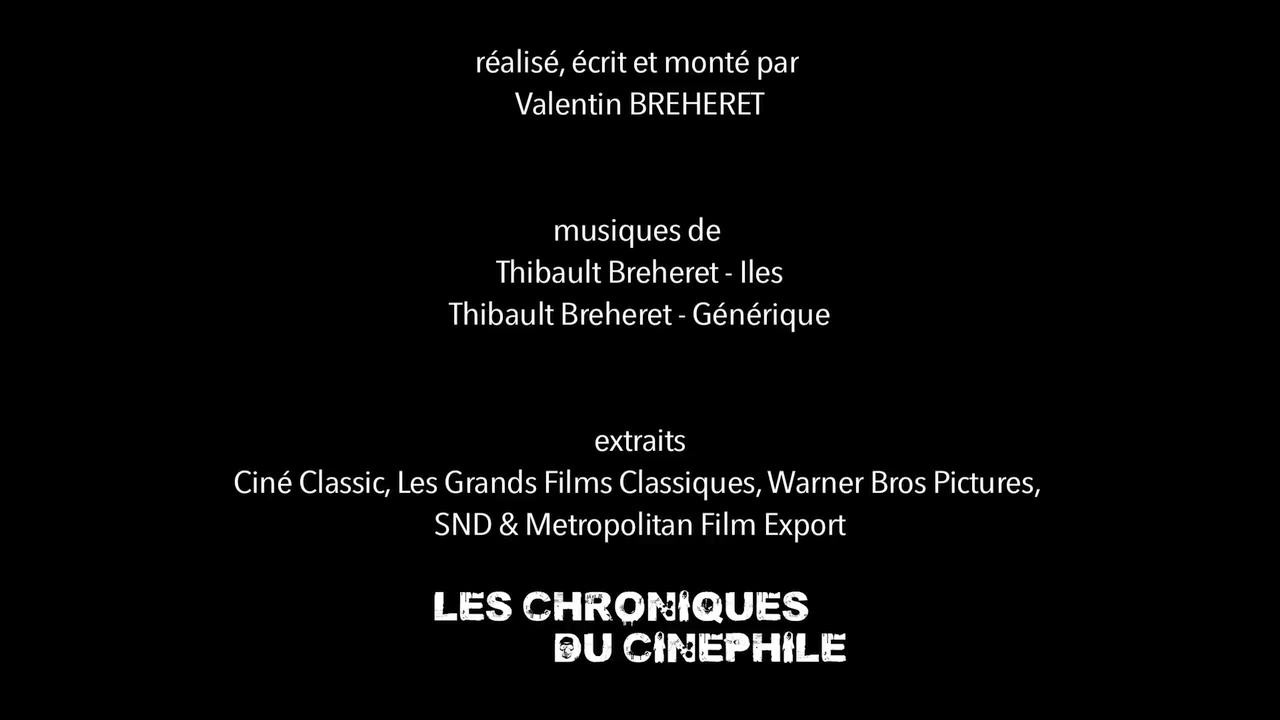 réalisé, écrit et monté par
Valentin BREHERET
musiques de
Thibault Breheret - Iles
Thibault Breheret - Générique
extraits
Ciné Classic, Les Grands Films Classiques, Warner Bros Pictures,
SND & Metropolitan Film Export
LES CHRONIQUES
DU CINEPHILE